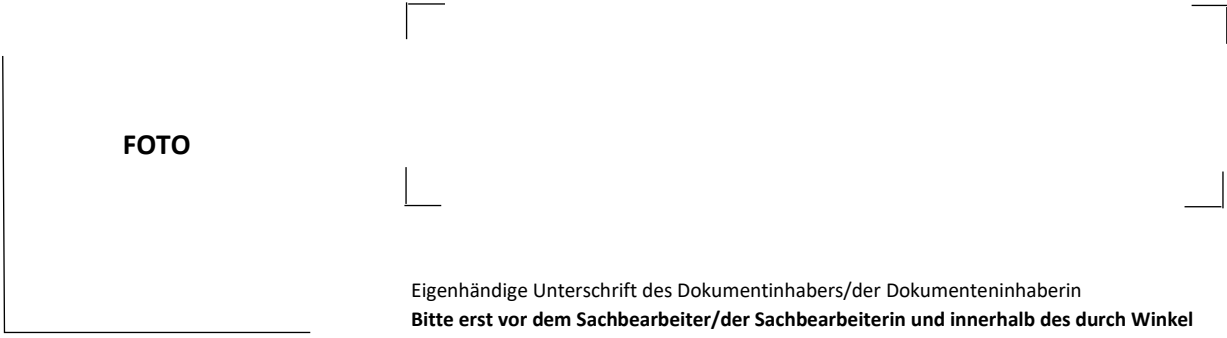 FOTO
Eigenhändige Unterschrift des Dokumentinhabers/der Dokumenteninhaberin
Bitte erst vor dem Sachbearbeiter/der Sachbearbeiterin und innerhalb des durch Winkel